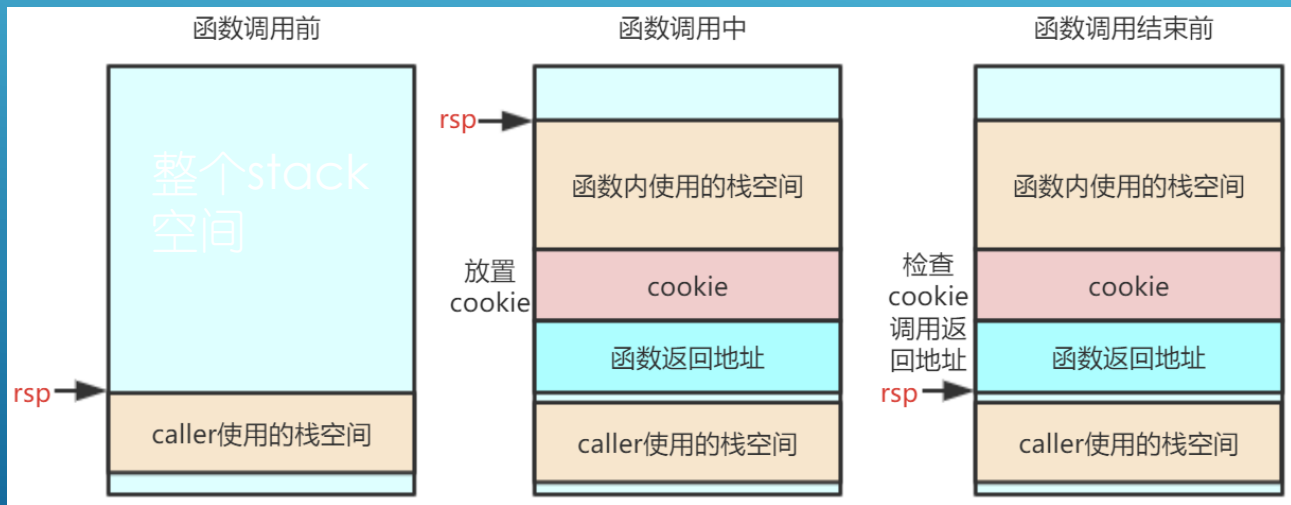 函数调用前
函数调用中
函数调用结束前
整个stack
空间
rsp
caller使用的栈空间
rsp
函数内使用的栈空间
放置
cookie
cookie
函数返回地址
caller使用的栈空间
函数内使用的栈空间
检查
cookie
调用返
回地址
cookie
函数返回地址
rsp
caller使用的栈空间